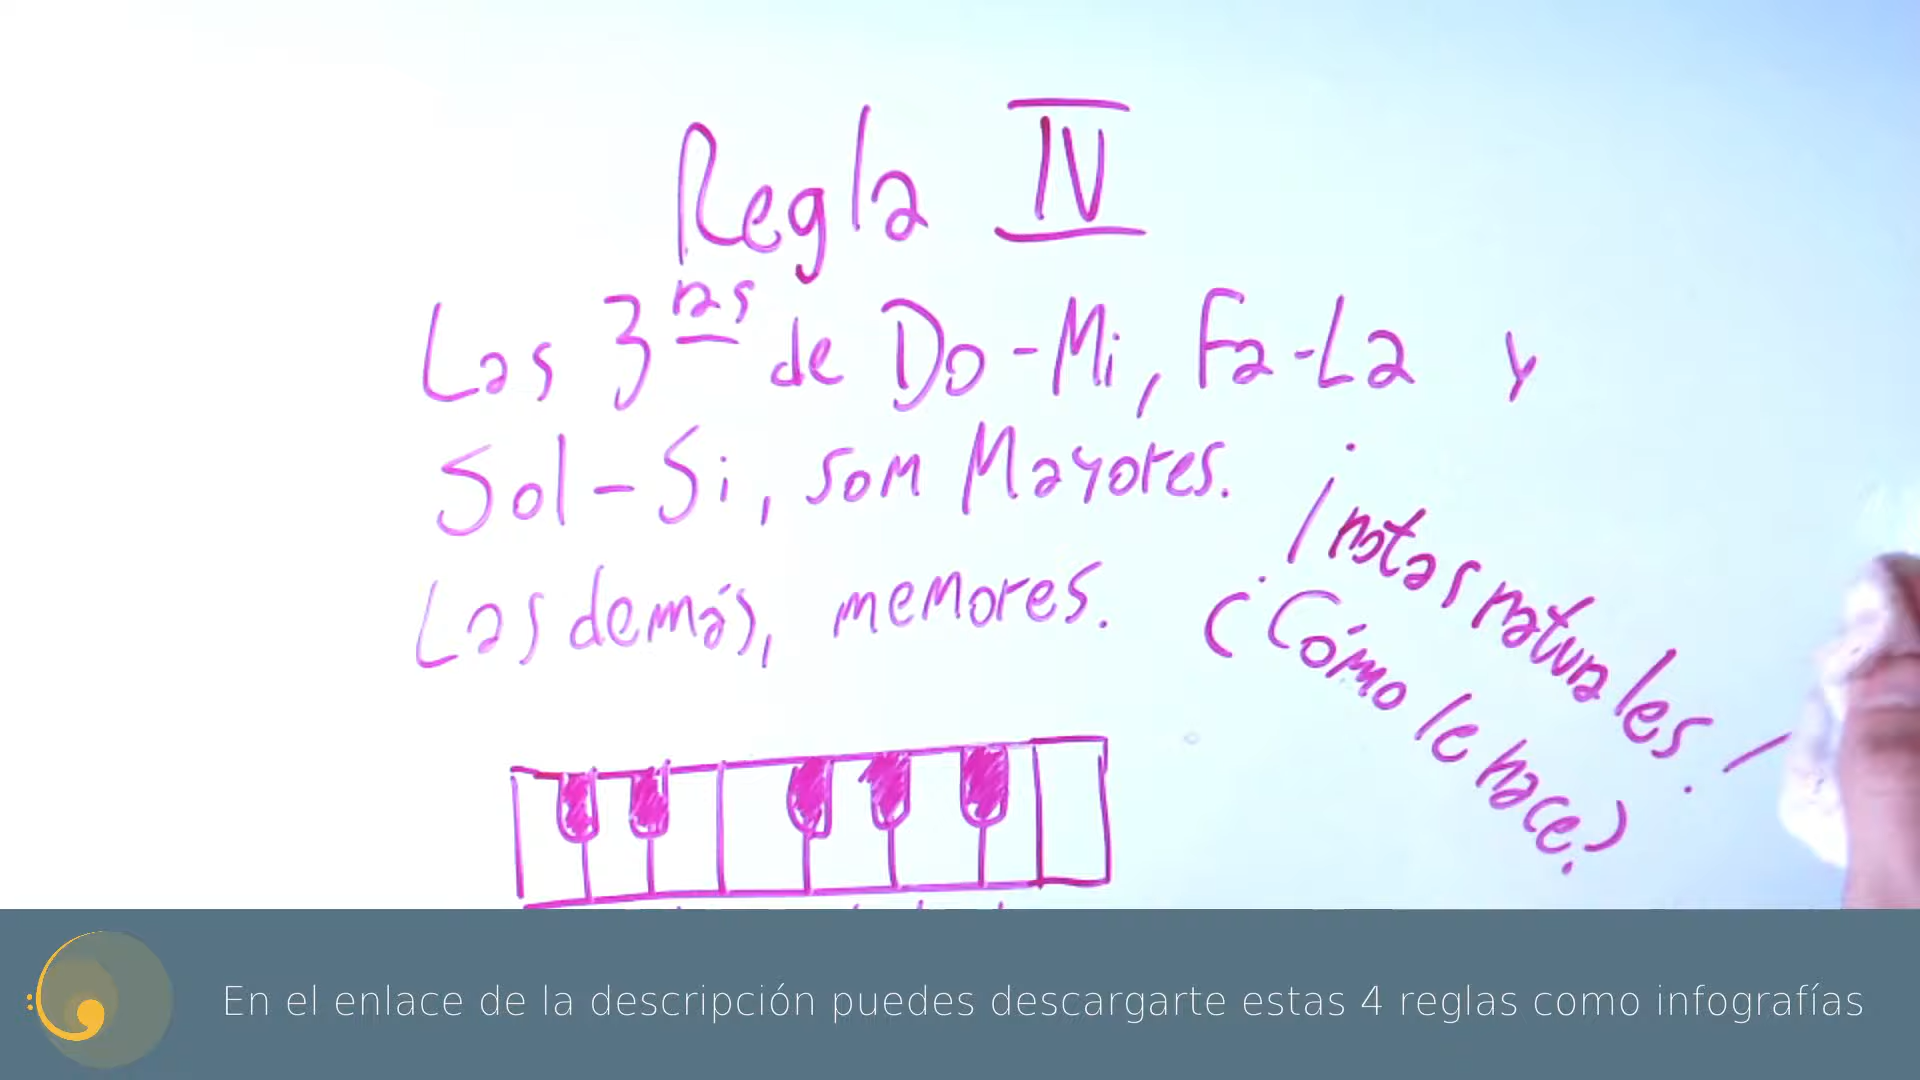 Regla IV
Las 3ras de Do-Mi, Fa-La y
Sol-Si, son Mayores.
Las demás, menores.
¡notas naturales!
¿Cómo le hace?
En el enlace de la descripción puedes descargarte estas 4 reglas como infografías